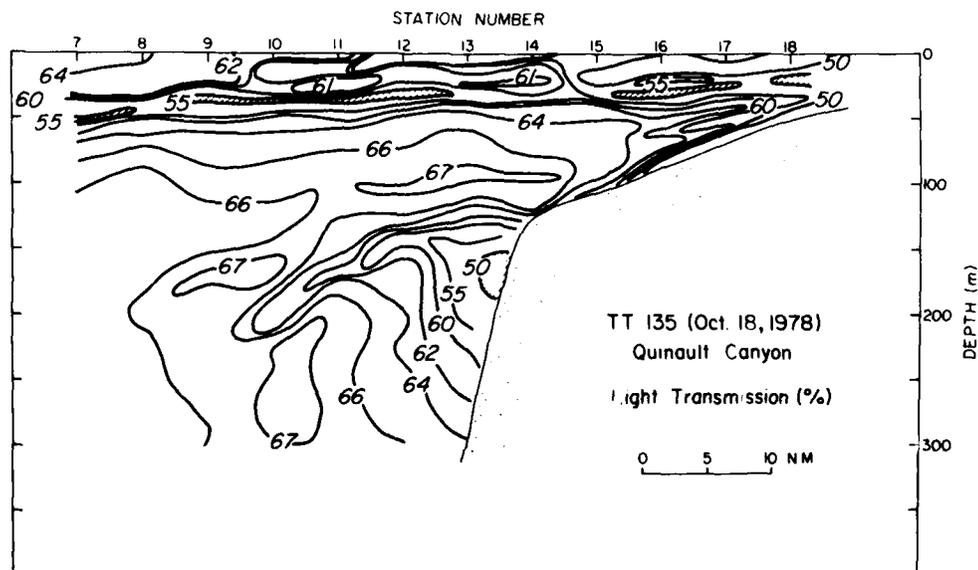 STATION NUMBER
7 8 9 10 11 12 13 14 15 16 17 18
64 62 61 61 55 50 0
60 55 60 50
55 64
66
67 100
66
67 50
55
200
60
62
66 64
67 300
DEPTH (m)
TT 135 (Oct. 18, 1978)
Quinault Canyon
Light Transmission (%)
0 5 10 NM